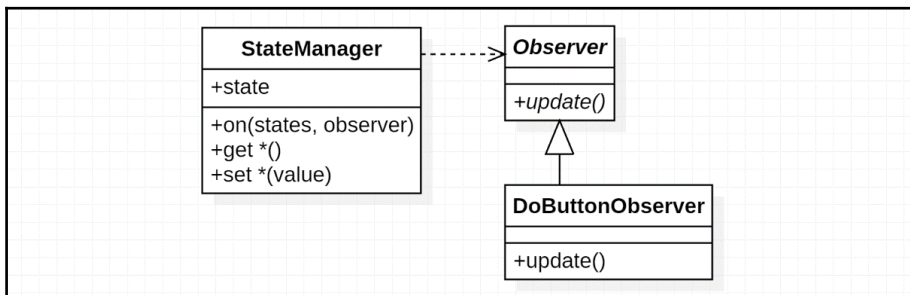 StateManager
+state
+on(states, observer)
+get *()
+set *(value)
Observer
+update()
DoButtonObserver
+update()